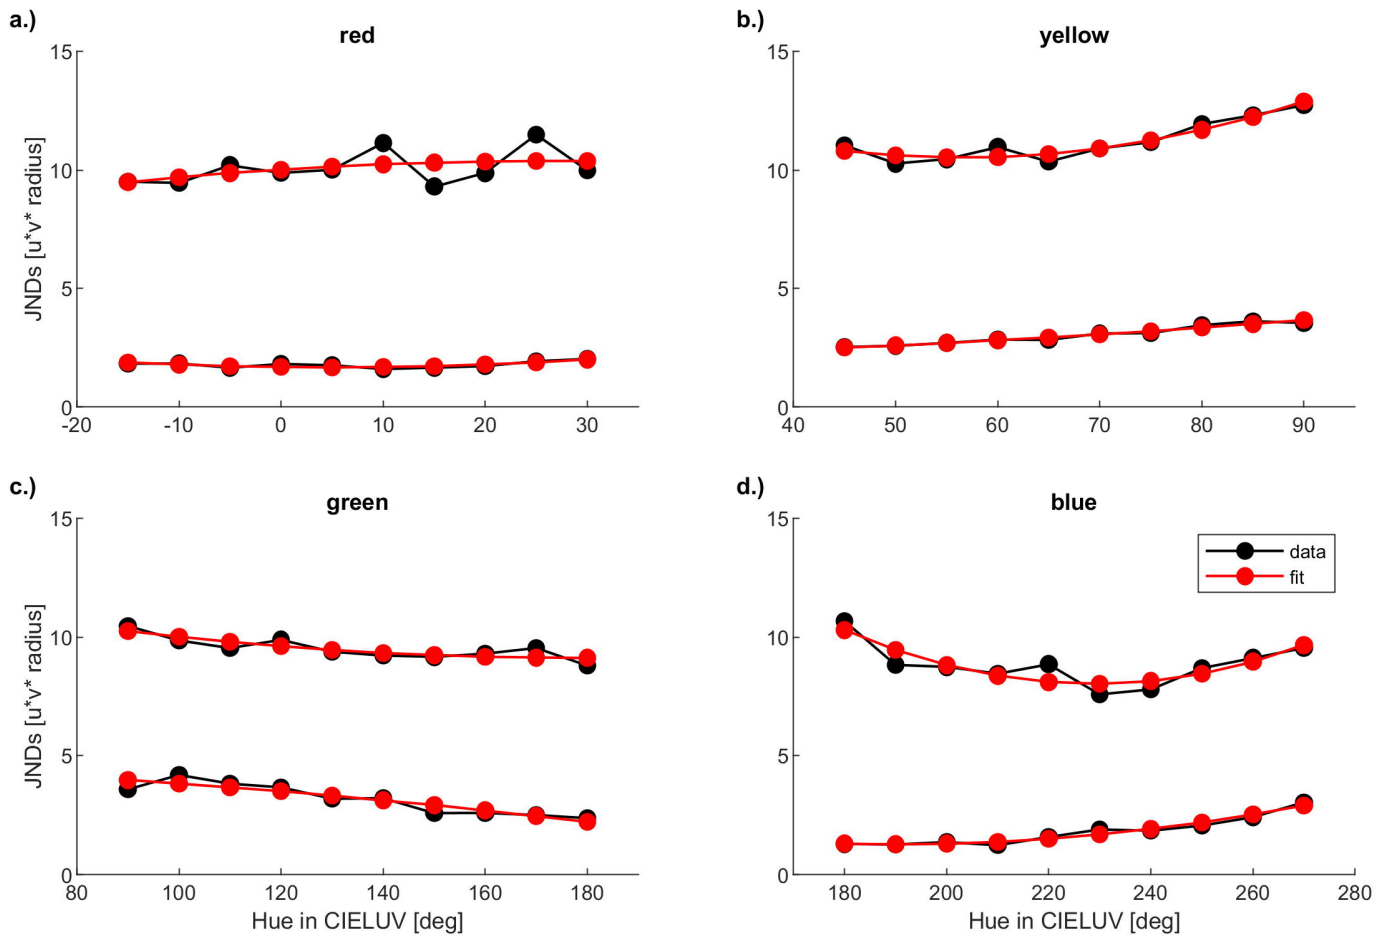 a.)
red
JNDs [u*v* radius]
15
10
5
0
-20 -10 0 10 20 30
b.)
yellow
15
10
5
0
40 50 60 70 80 90
c.)
green
JNDs [u*v* radius]
15
10
5
0
80 100 120 140 160 180
Hue in CIELUV [deg]
d.)
blue
15
10
5
0
data
fit
180 200 220 240 260 280
Hue in CIELUV [deg]